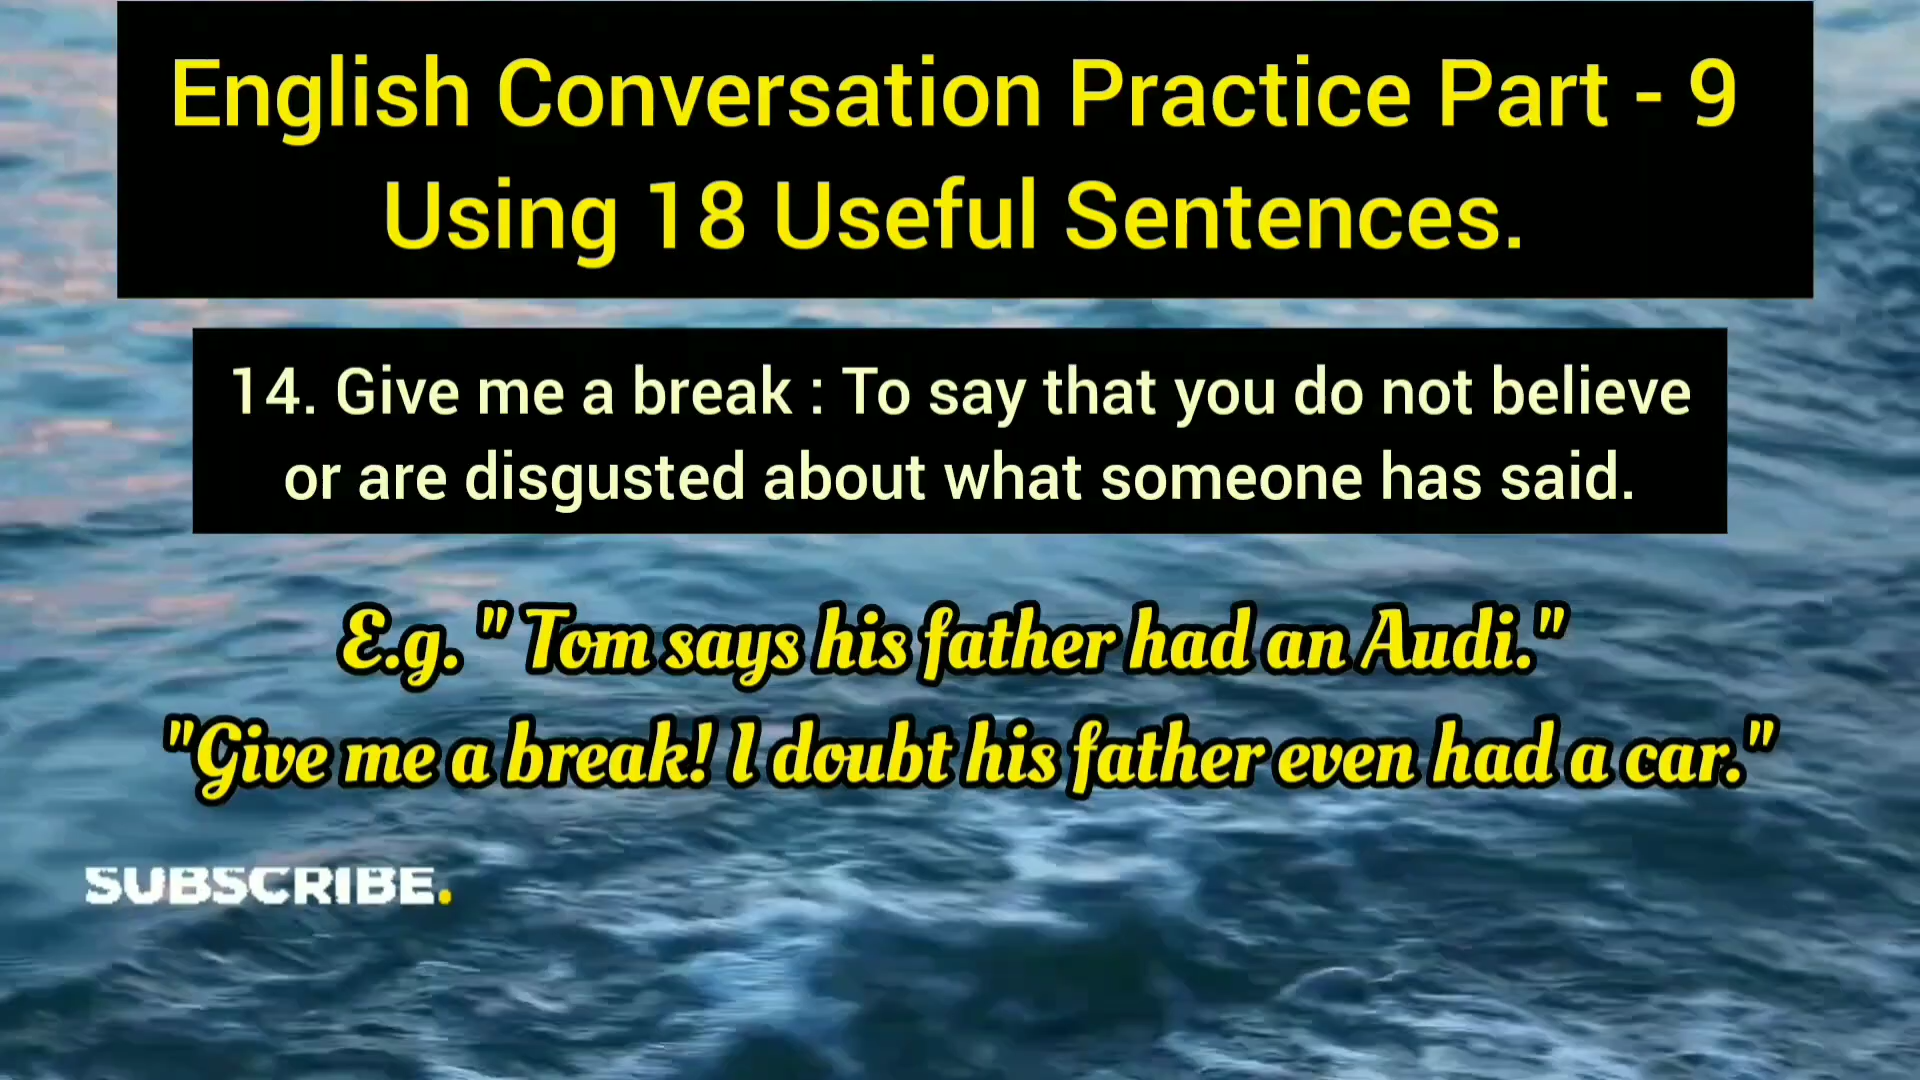 English Conversation Practice Part - 9
Using 18 Useful Sentences.
14. Give me a break : To say that you do not believe
or are disgusted about what someone has said.
E.g. " Tom says his father had an Audi."
"Give me a break! I doubt his father even had a car."
SUBSCRIBE.